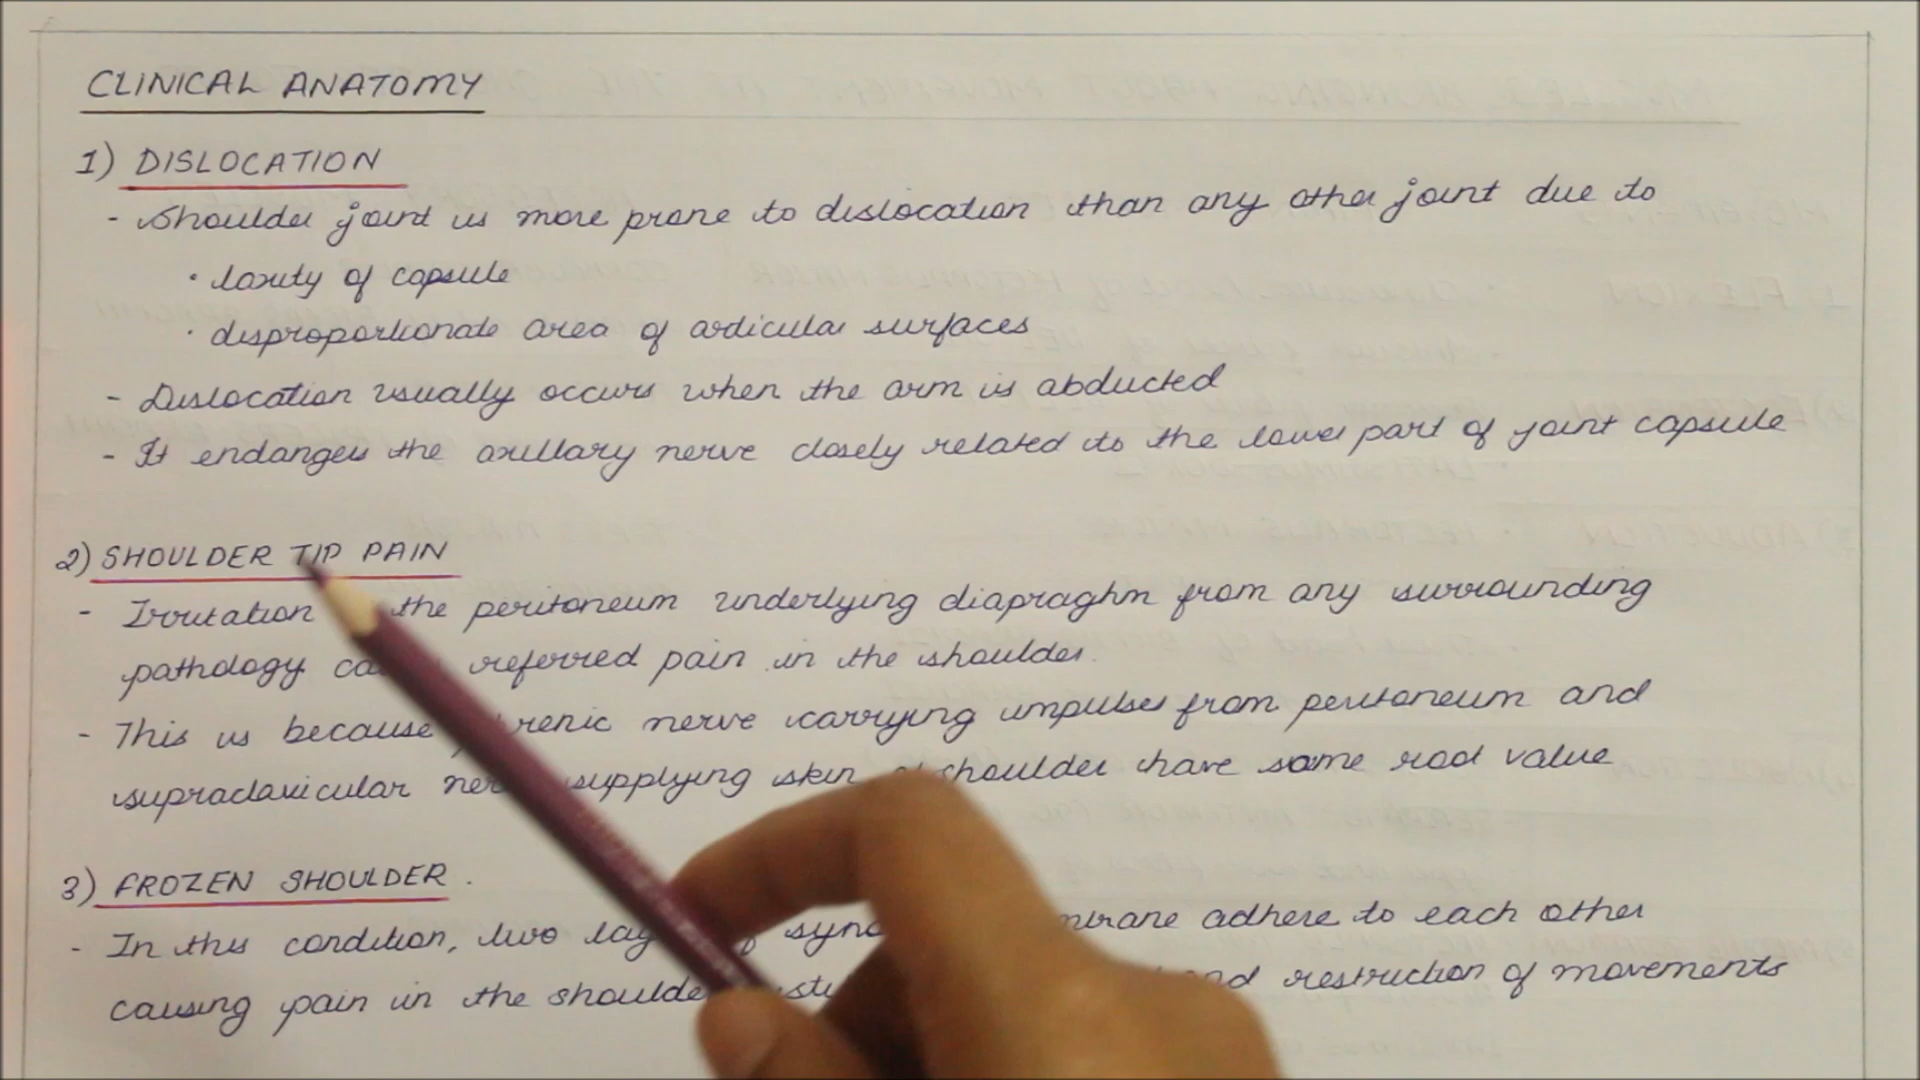 CLINICAL ANATOMY
1) DISLOCATION
- Shoulder joint is more prone to dislocation than any other joint due to
· laxity of capsule
· disproportionate area of articular surfaces
- Dislocation usually occurs when the arm is abducted
- It endangers the axillary nerve closely related to the lower part of joint capsule
2) SHOULDER TIP PAIN
- Irritation the peritoneum underlying diapraghm from any surrounding
pathology referred pain in the shoulder.
- This is because nerve carrying impulses from peritoneum and
supraclavicular supplying skin shoulder have same root value
3) FROZEN SHOULDER.
- In this condition, two adhere to each other
causing pain in the shoulder restriction of movements